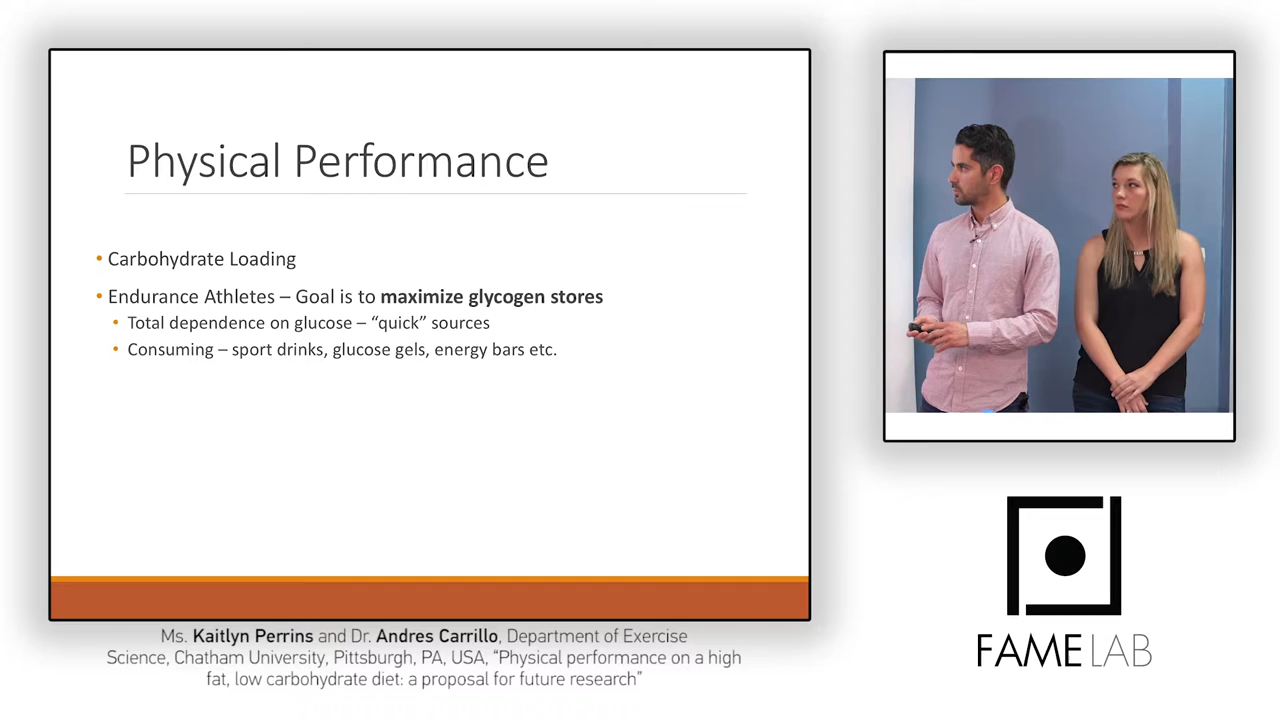 Physical Performance
• Carbohydrate Loading
• Endurance Athletes – Goal is to maximize glycogen stores
• Total dependence on glucose – “quick” sources
• Consuming – sport drinks, glucose gels, energy bars etc.
Ms. Kaitlyn Perrins and Dr. Andres Carrillo, Department of Exercise
Science, Chatham University, Pittsburgh, PA, USA, “Physical performance on a high
fat, low carbohydrate diet: a proposal for future research”
FAME LAB